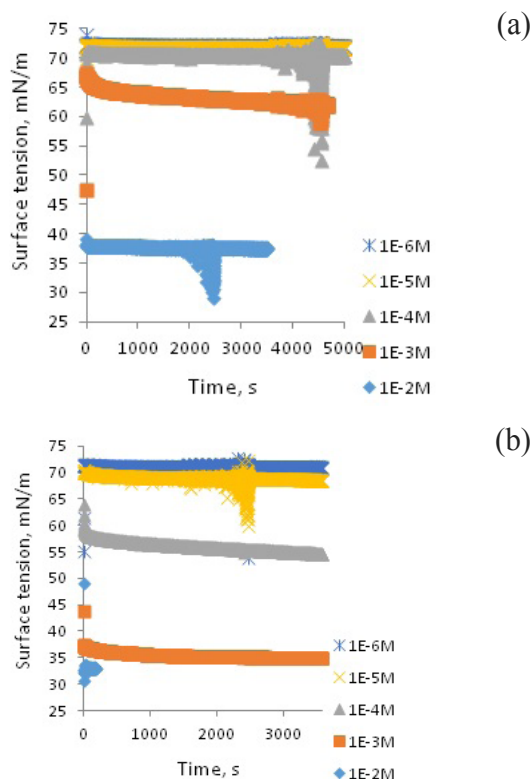 (a)
75
70
65
60
55
50
45
40
35
30
25
Surface tension, mN/m
0 1000 2000 3000 4000 5000
Time, s
1E-6M
1E-5M
1E-4M
1E-3M
1E-2M
(b)
75
70
65
60
55
50
45
40
35
30
25
Surface tension, mN/m
0 1000 2000 3000
Time, s
1E-6M
1E-5M
1E-4M
1E-3M
1E-2M